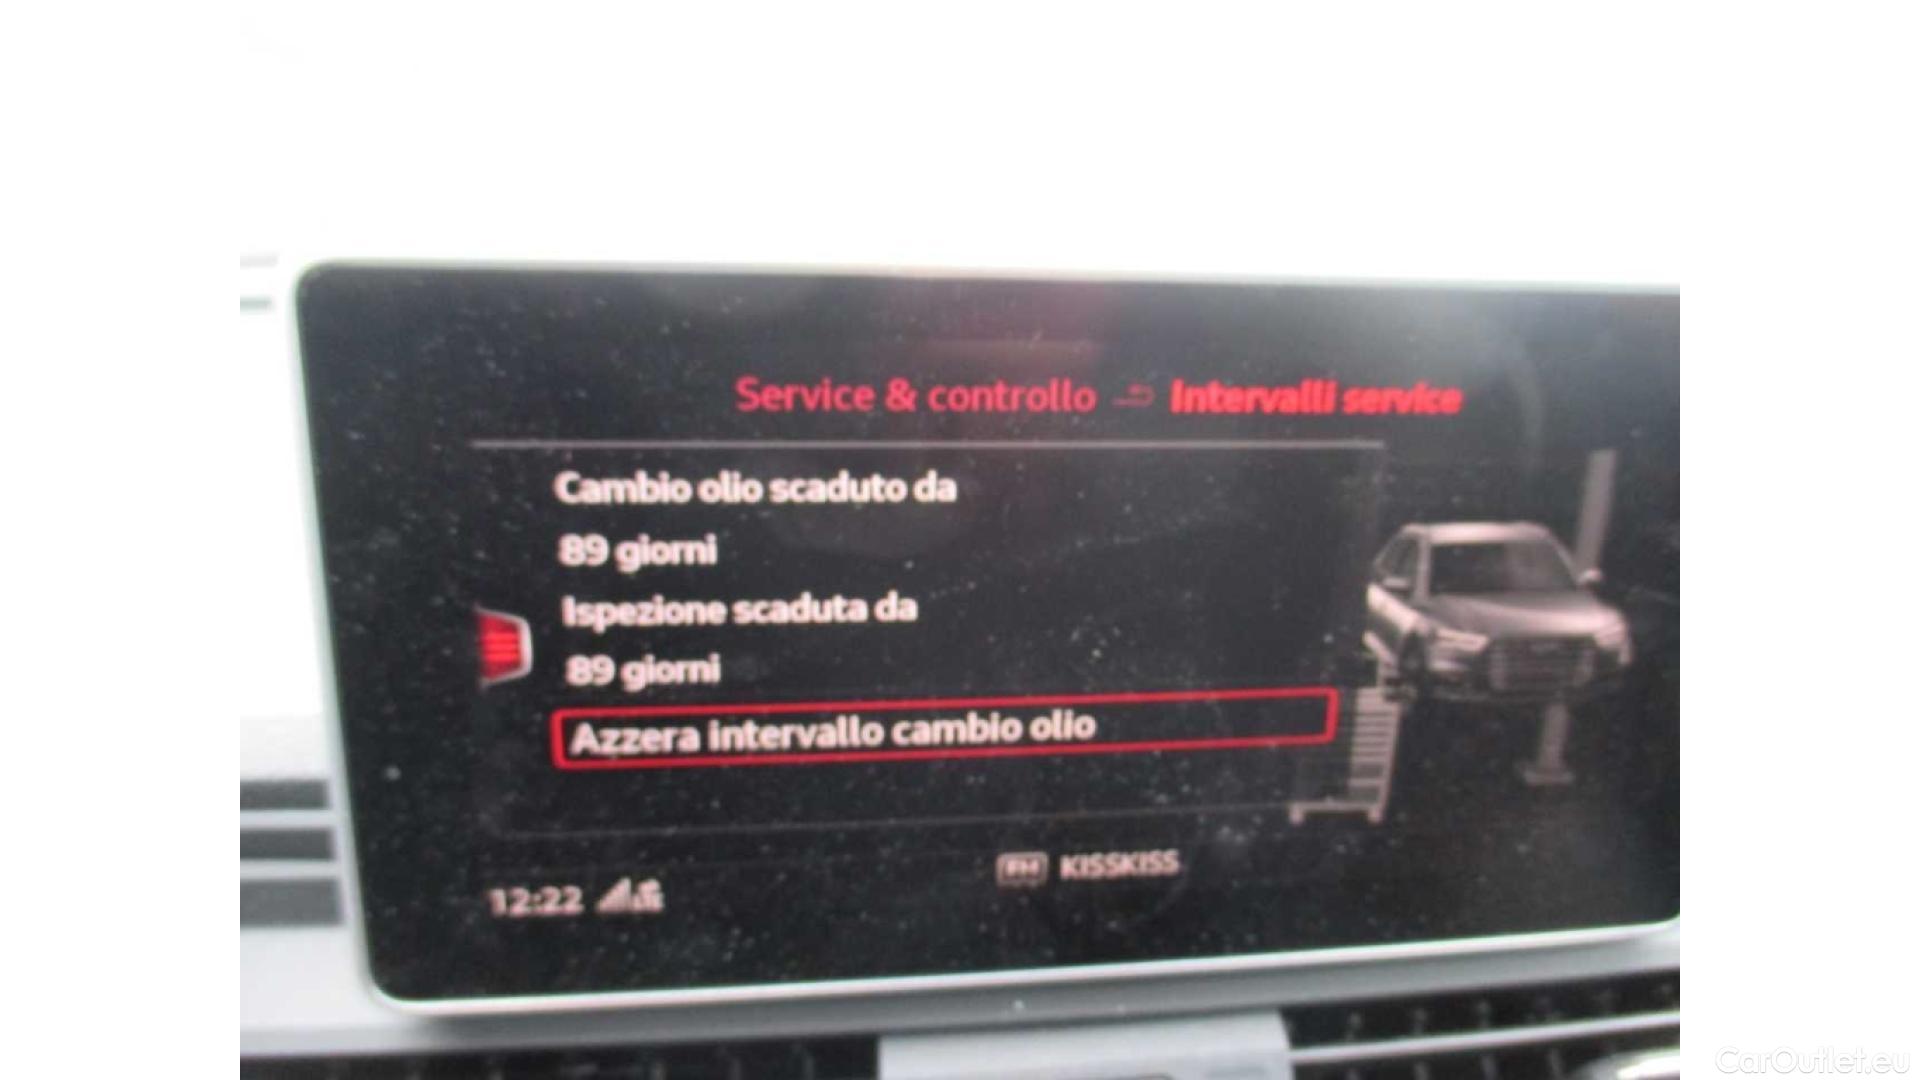 Service & controllo Intervalli service
Cambio olio scaduto da
89 giorni
Ispezione scaduta da
89 giorni
Azzera intervallo cambio olio
FM KISSKISS
12:22
CarOutlet.eu